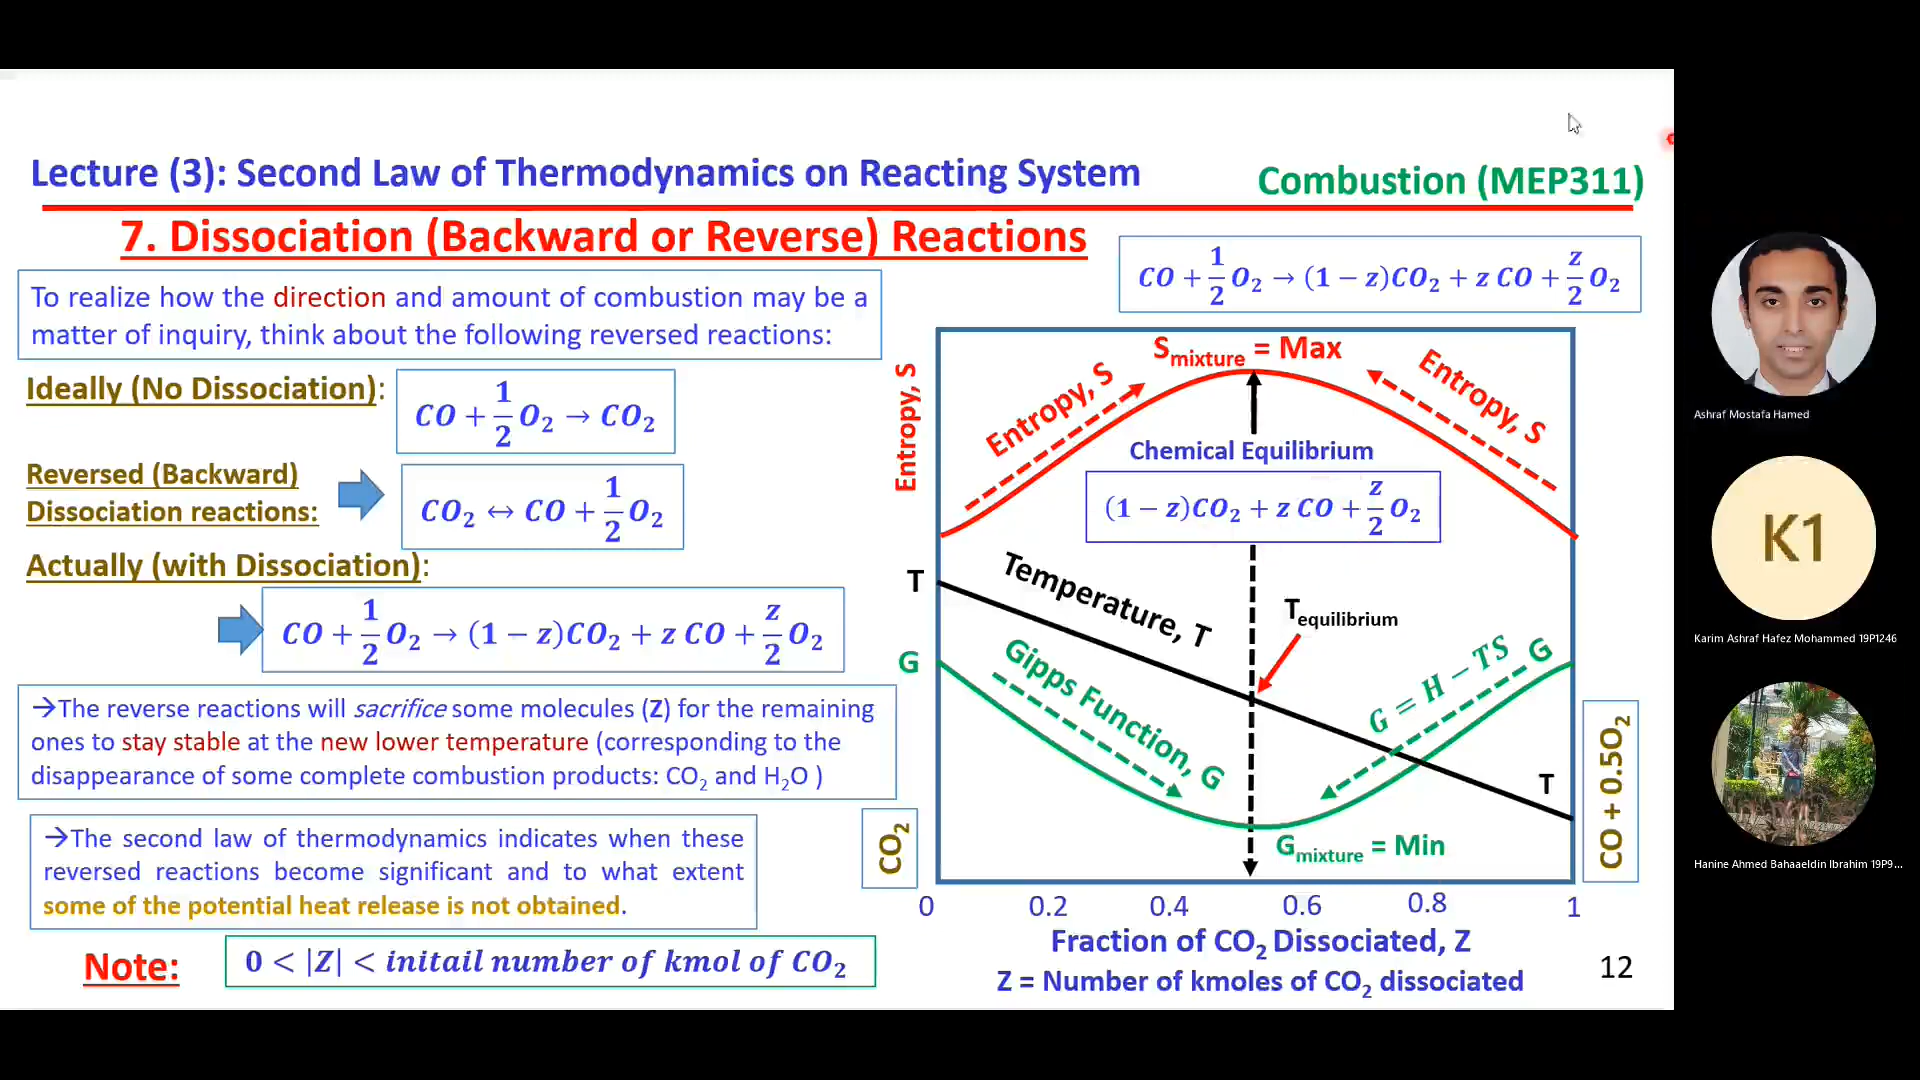 Lecture (3): Second Law of Thermodynamics on Reacting System
Combustion (MEP311)
7. Dissociation (Backward or Reverse) Reactions
CO + 1/2 O₂ → (1 − z)CO₂ + z CO + z/2 O₂
To realize how the direction and amount of combustion may be a
matter of inquiry, think about the following reversed reactions:
Ideally (No Dissociation):
CO + 1/2 O₂ → CO₂
Reversed (Backward)
Dissociation reactions:
CO₂ ↔ CO + 1/2 O₂
Actually (with Dissociation):
CO + 1/2 O₂ → (1 − z)CO₂ + z CO + z/2 O₂
→The reverse reactions will sacrifice some molecules (Z) for the remaining
ones to stay stable at the new lower temperature (corresponding to the
disappearance of some complete combustion products: CO₂ and H₂O )
→The second law of thermodynamics indicates when these
reversed reactions become significant and to what extent
some of the potential heat release is not obtained.
Note:
0 < |Z| < initail number of kmol of CO₂
Entropy, S
Smixture = Max
Entropy, S
Entropy, S
Chemical Equilibrium
(1 − z)CO₂ + z CO + z/2 O₂
T
Temperature, T
Tequilibrium
G
Gipps Function, G
G = H − TS
G
T
Gmixture = Min
CO₂
CO + 0.5O₂
0 0.2 0.4 0.6 0.8 1
Fraction of CO₂ Dissociated, Z
Z = Number of kmoles of CO₂ dissociated
12
Ashraf Mostafa Hamed
K1
Karim Ashraf Hafez Mohammed 19P1246
Hanine Ahmed Bahaaeldin Ibrahim 19P9...